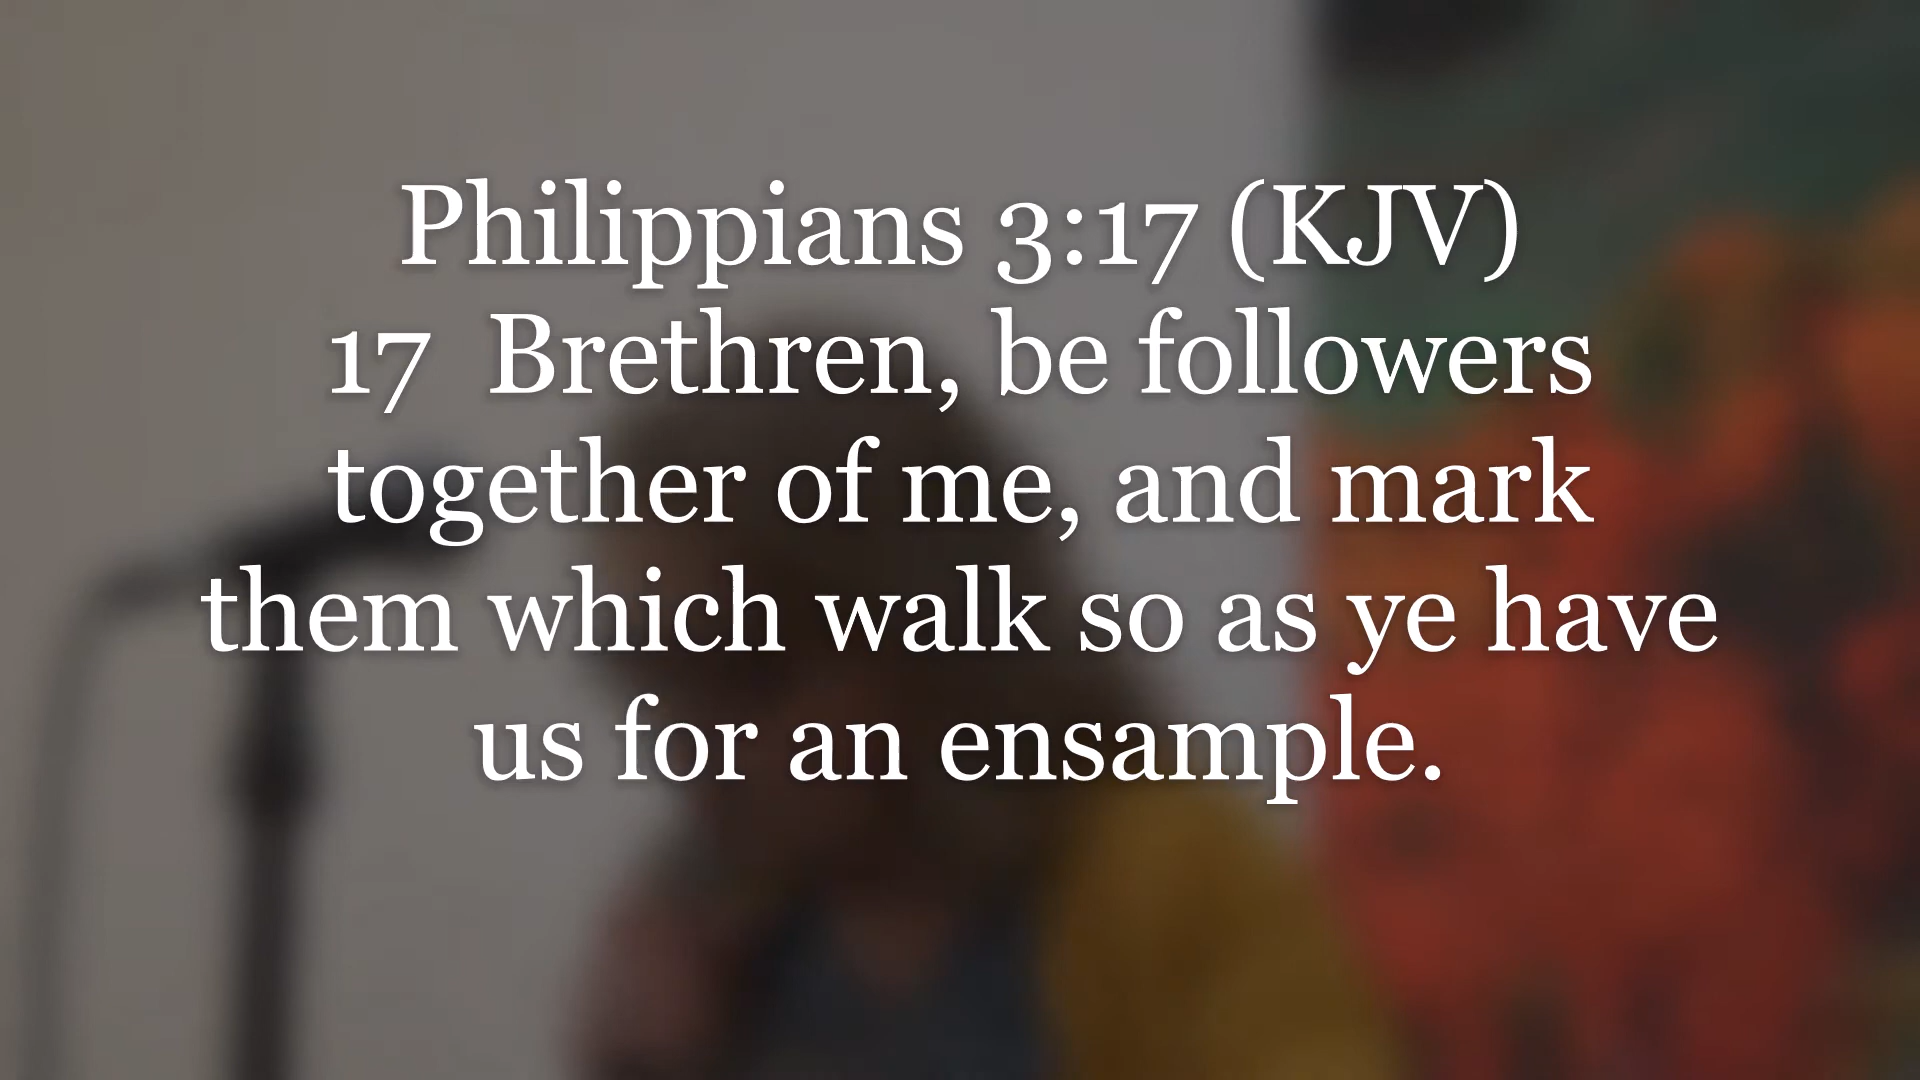 Philippians 3:17 (KJV)
17  Brethren, be followers
together of me, and mark
them which walk so as ye have
us for an ensample.